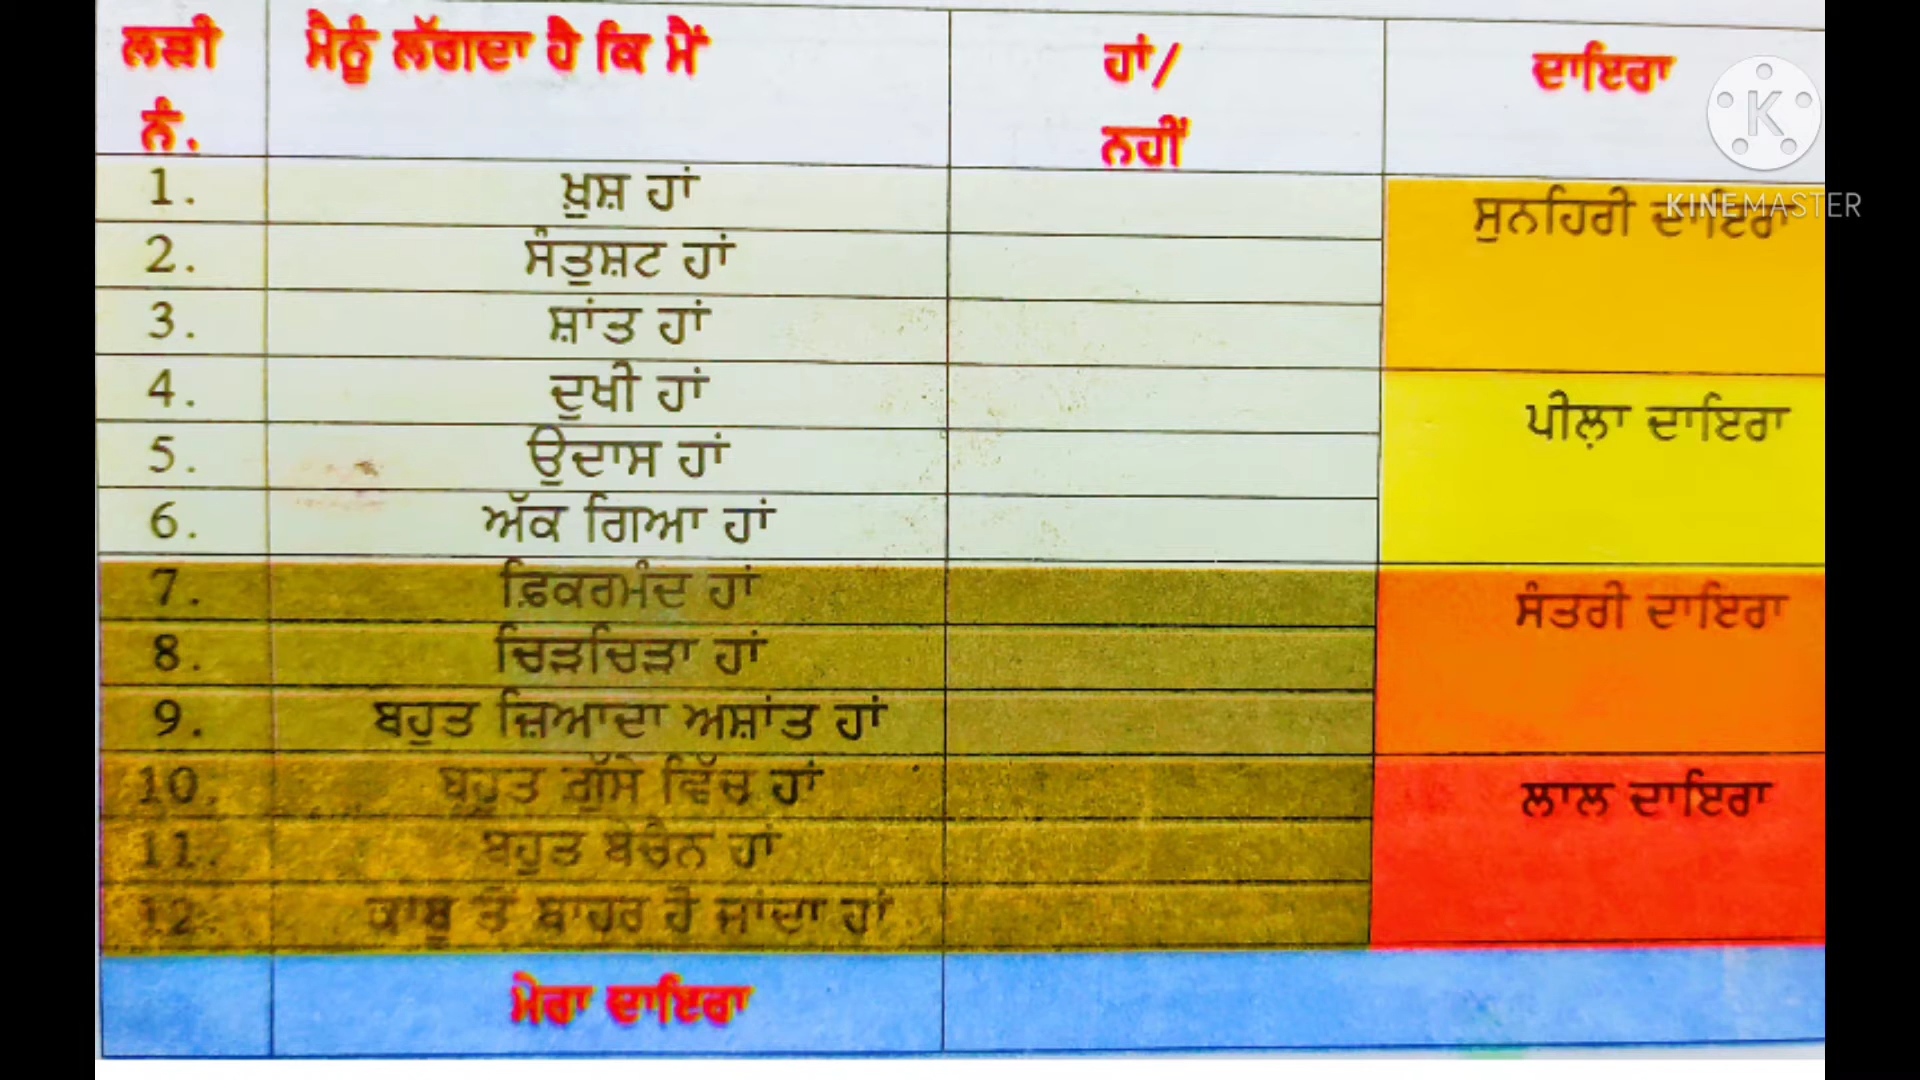 ਲੜੀ ਨੰ. ਮੈਨੂੰ ਲੱਗਦਾ ਹੈ ਕਿ ਮੈਂ ਹਾਂ/ ਨਹੀਂ ਦਾਇਰਾ
1. ਖ਼ੁਸ਼ ਹਾਂ ਸੁਨਹਿਰੀ ਦਾਇਰਾ
KINEMASTER
2. ਸੰਤੁਸ਼ਟ ਹਾਂ
3. ਸ਼ਾਂਤ ਹਾਂ
4. ਦੁਖੀ ਹਾਂ ਪੀਲ਼ਾ ਦਾਇਰਾ
5. ਉਦਾਸ ਹਾਂ
6. ਅੱਕ ਗਿਆ ਹਾਂ
7. ਫ਼ਿਕਰਮੰਦ ਹਾਂ ਸੰਤਰੀ ਦਾਇਰਾ
8. ਚਿੜਚਿੜਾ ਹਾਂ
9. ਬਹੁਤ ਜ਼ਿਆਦਾ ਅਸ਼ਾਂਤ ਹਾਂ
10. ਬਹੁਤ ਗੁੱਸੇ ਵਿੱਚ ਹਾਂ ਲਾਲ ਦਾਇਰਾ
11. ਬਹੁਤ ਬੇਚੈਨ ਹਾਂ
12. ਕਾਬੂ ਤੋਂ ਬਾਹਰ ਹੋ ਜਾਂਦਾ ਹਾਂ
ਮੇਰਾ ਦਾਇਰਾ